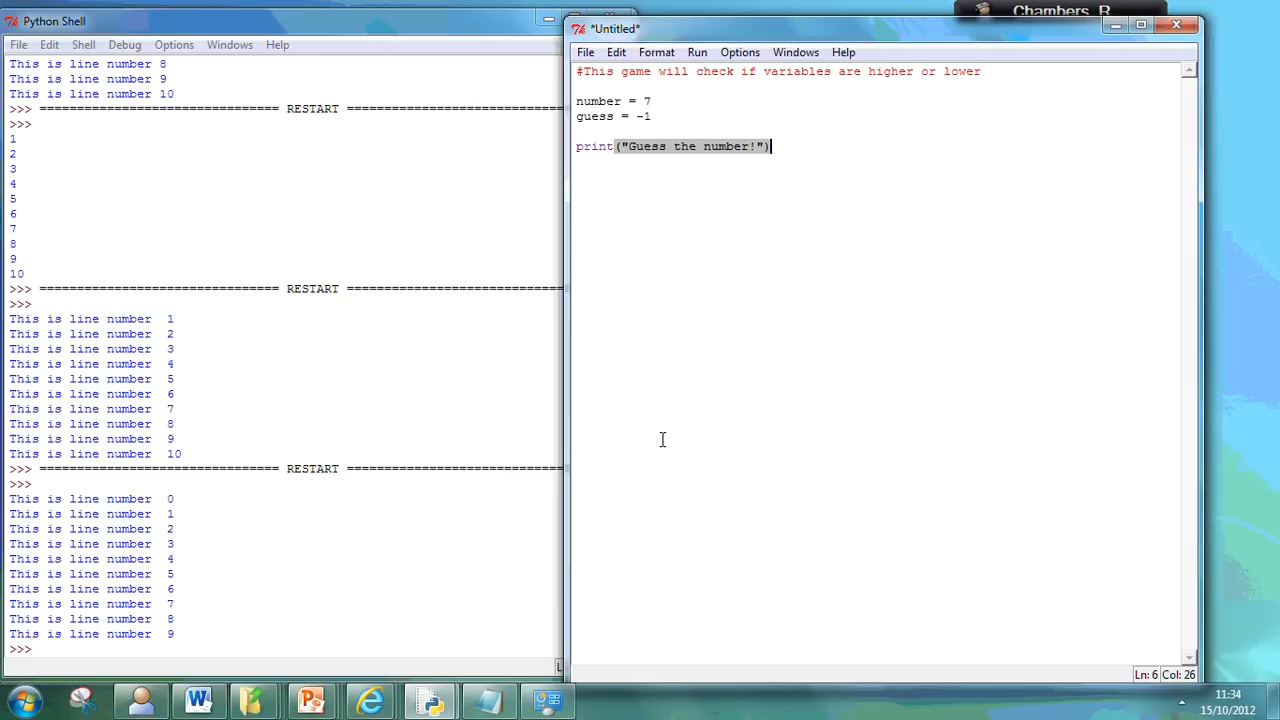 Python Shell
File Edit Shell Debug Options Windows Help
This is line number 8
This is line number 9
This is line number 10
>>> ================================ RESTART ================================
>>>
1
2
3
4
5
6
7
8
9
10
>>> ================================ RESTART ================================
>>>
This is line number  1
This is line number  2
This is line number  3
This is line number  4
This is line number  5
This is line number  6
This is line number  7
This is line number  8
This is line number  9
This is line number  10
>>> ================================ RESTART ================================
>>>
This is line number  0
This is line number  1
This is line number  2
This is line number  3
This is line number  4
This is line number  5
This is line number  6
This is line number  7
This is line number  8
This is line number  9
>>>
Chambers R
*Untitled*
File Edit Format Run Options Windows Help
#This game will check if variables are higher or lower
number = 7
guess = -1
print("Guess the number!")
Ln: 6 Col: 26
11:34
15/10/2012